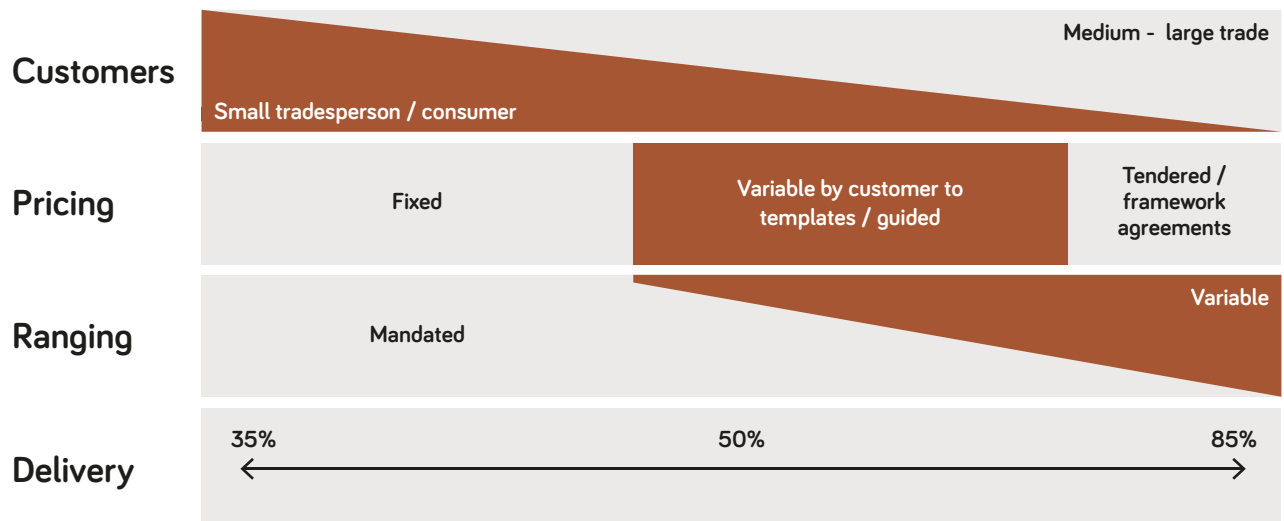 Customers
Medium - large trade
Small tradesperson / consumer
Pricing
Fixed
Variable by customer to
templates / guided
Tendered /
framework
agreements
Ranging
Mandated
Variable
Delivery
35%
50%
85%